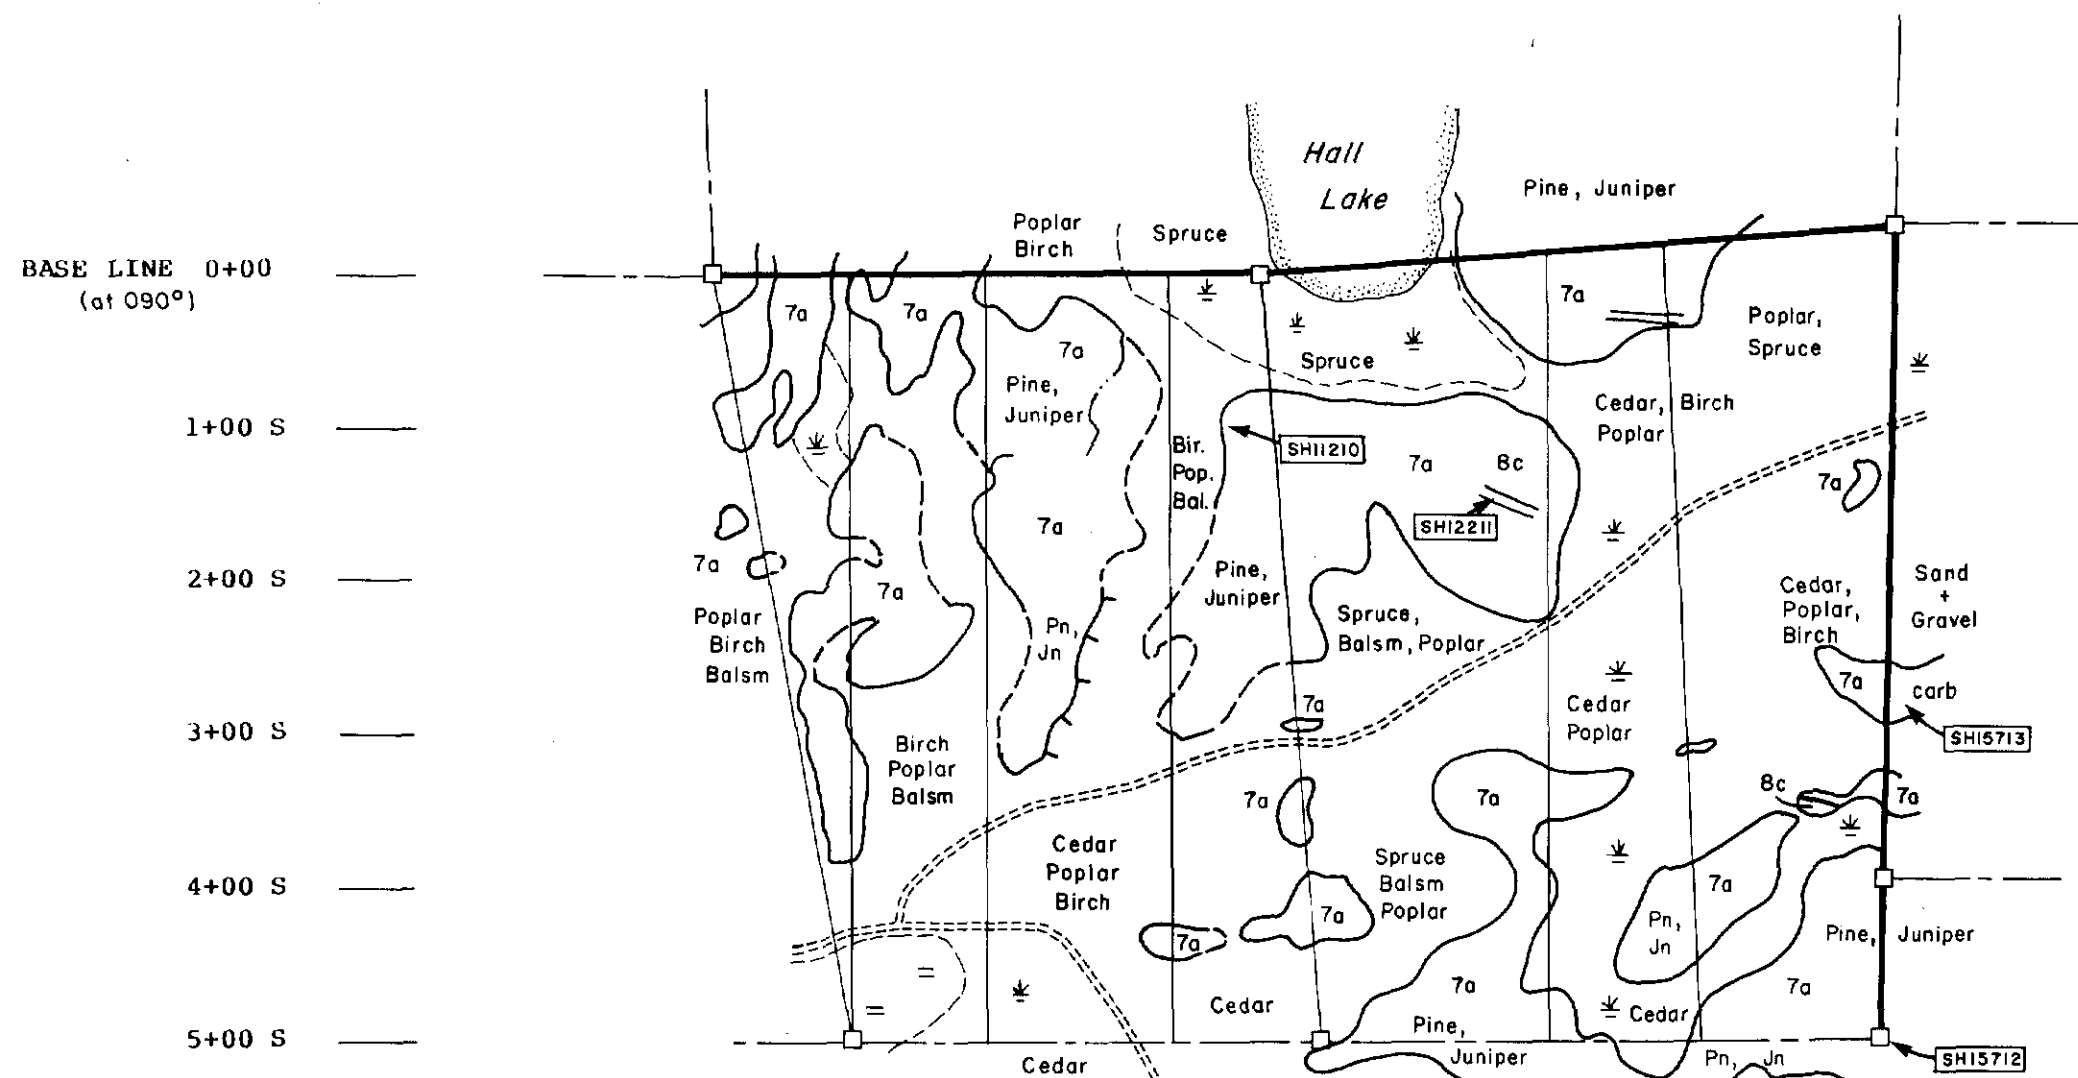 Hall
Lake
Pine, Juniper
Poplar
Birch
Spruce
BASE LINE 0+00
(at 090°)
7a
7a
7a
Poplar,
Spruce
7a
Spruce
Pine,
Juniper
Cedar, Birch
Poplar
1+00 S
Bir.
Pop.
Bal.
SH11210
7a
8c
7a
SH12211
7a
7a
2+00 S
7a
Pine,
Juniper
Cedar,
Poplar,
Birch
Sand
+
Gravel
Poplar
Birch
Balsm
Pn,
Jn
Spruce,
Balsm, Poplar
7a
carb
7a
Cedar
Poplar
3+00 S
SH15713
Birch
Poplar
Balsm
7a
7a
8c
7a
Cedar
Poplar
Birch
Spruce
Balsm
Poplar
4+00 S
7a
7a
Pn,
Jn
7a
Pine, Juniper
7a
7a
Cedar
Cedar
5+00 S
Pine,
Juniper
Cedar
Pn, Jn
SH15712